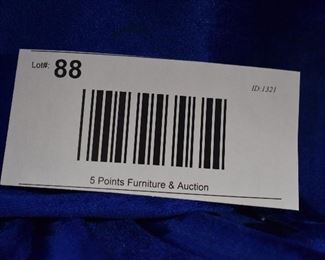 Lot#: 88
ID:1321
5 Points Furniture & Auction